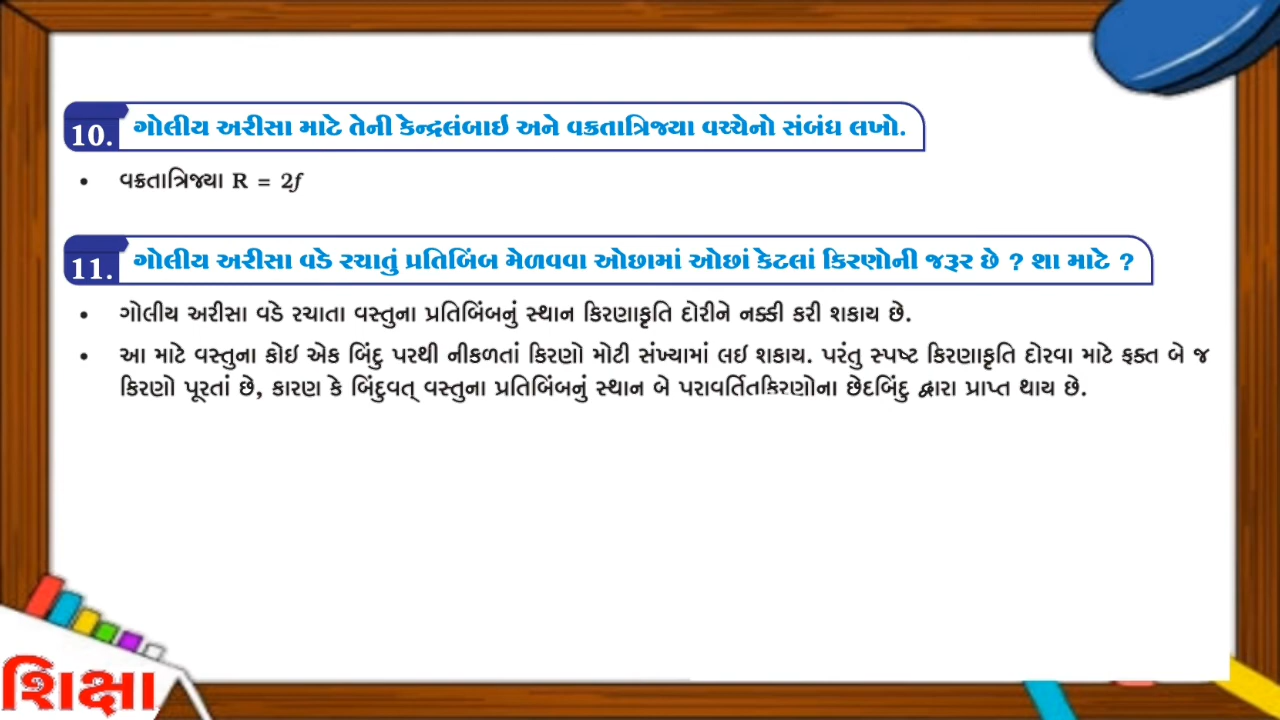 10. ગોલીય અરીસા માટે તેની કેન્દ્રલંબાઈ અને વક્રતાત્રિજ્યા વચ્ચેનો સંબંધ લખો.
• વક્રતાત્રિજ્યા R = 2f
11. ગોલીય અરીસા વડે રચાતું પ્રતિબિંબ મેળવવા ઓછામાં ઓછાં કેટલાં કિરણોની જરૂર છે ? શા માટે ?
• ગોલીય અરીસા વડે રચાતા વસ્તુના પ્રતિબિંબનું સ્થાન કિરણાકૃતિ દોરીને નક્કી કરી શકાય છે.
• આ માટે વસ્તુના કોઇ એક બિંદુ પરથી નીકળતાં કિરણો મોટી સંખ્યામાં લઇ શકાય. પરંતુ સ્પષ્ટ કિરણાકૃતિ દોરવા માટે ફક્ત બે જ
કિરણો પૂરતાં છે, કારણ કે બિંદુવત્ વસ્તુના પ્રતિબિંબનું સ્થાન બે પરાવર્તિતકિરણોના છેદબિંદુ દ્વારા પ્રાપ્ત થાય છે.
શિક્ષા